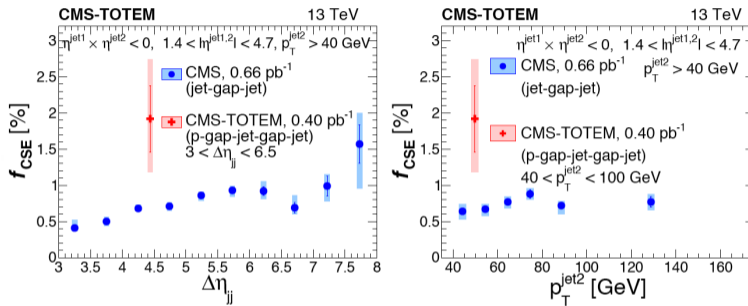 CMS-TOTEM 13 TeV
η^jet1 × η^jet2 < 0, 1.4 < |η^jet1,2| < 4.7, p_T^jet2 > 40 GeV
CMS, 0.66 pb⁻¹
(jet-gap-jet)
CMS-TOTEM, 0.40 pb⁻¹
(p-gap-jet-gap-jet)
3 < Δη_jj < 6.5
f_CSE [%]
3
2.5
2
1.5
1
0.5
0
3 3.5 4 4.5 5 5.5 6 6.5 7 7.5 8
Δη_jj
CMS-TOTEM 13 TeV
η^jet1 × η^jet2 < 0, 1.4 < |η^jet1,2| < 4.7
CMS, 0.66 pb⁻¹ p_T^jet2 > 40 GeV
(jet-gap-jet)
CMS-TOTEM, 0.40 pb⁻¹
(p-gap-jet-gap-jet)
40 < p_T^jet2 < 100 GeV
f_CSE [%]
3
2.5
2
1.5
1
0.5
0
40 60 80 100 120 140 160
p_T^jet2 [GeV]